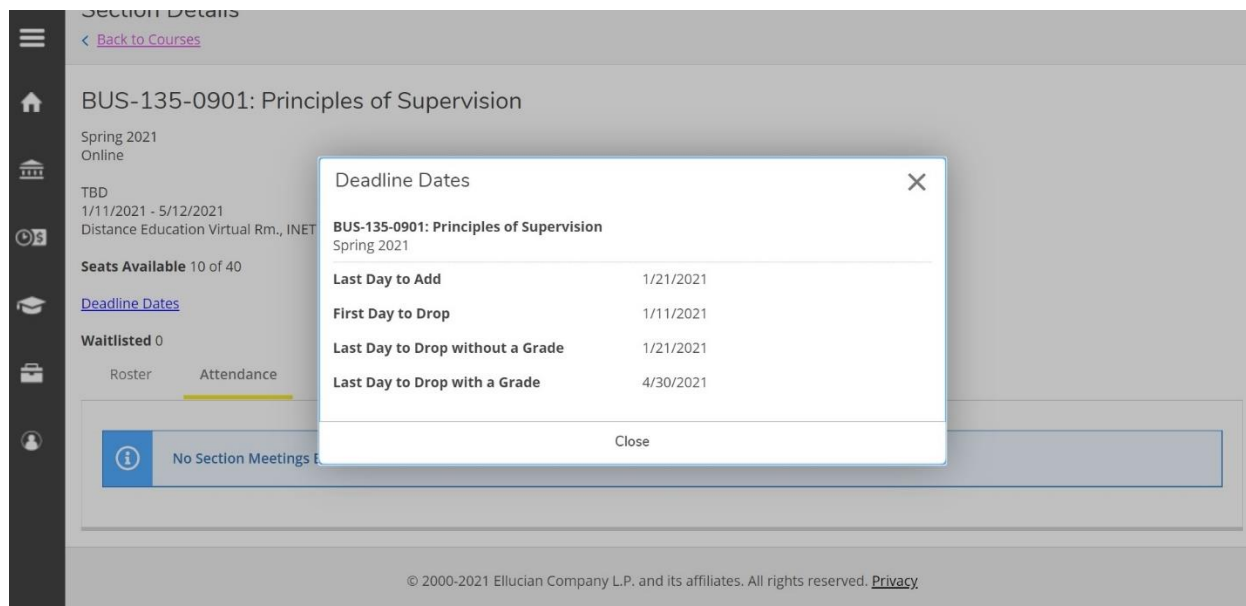 Section Details
< Back to Courses
BUS-135-0901: Principles of Supervision
Spring 2021
Online
TBD
1/11/2021 - 5/12/2021
Distance Education Virtual Rm., INET
Seats Available 10 of 40
Deadline Dates
Waitlisted 0
Roster Attendance
No Section Meetings
Deadline Dates
BUS-135-0901: Principles of Supervision
Spring 2021
Last Day to Add 1/21/2021
First Day to Drop 1/11/2021
Last Day to Drop without a Grade 1/21/2021
Last Day to Drop with a Grade 4/30/2021
Close
© 2000-2021 Ellucian Company L.P. and its affiliates. All rights reserved. Privacy